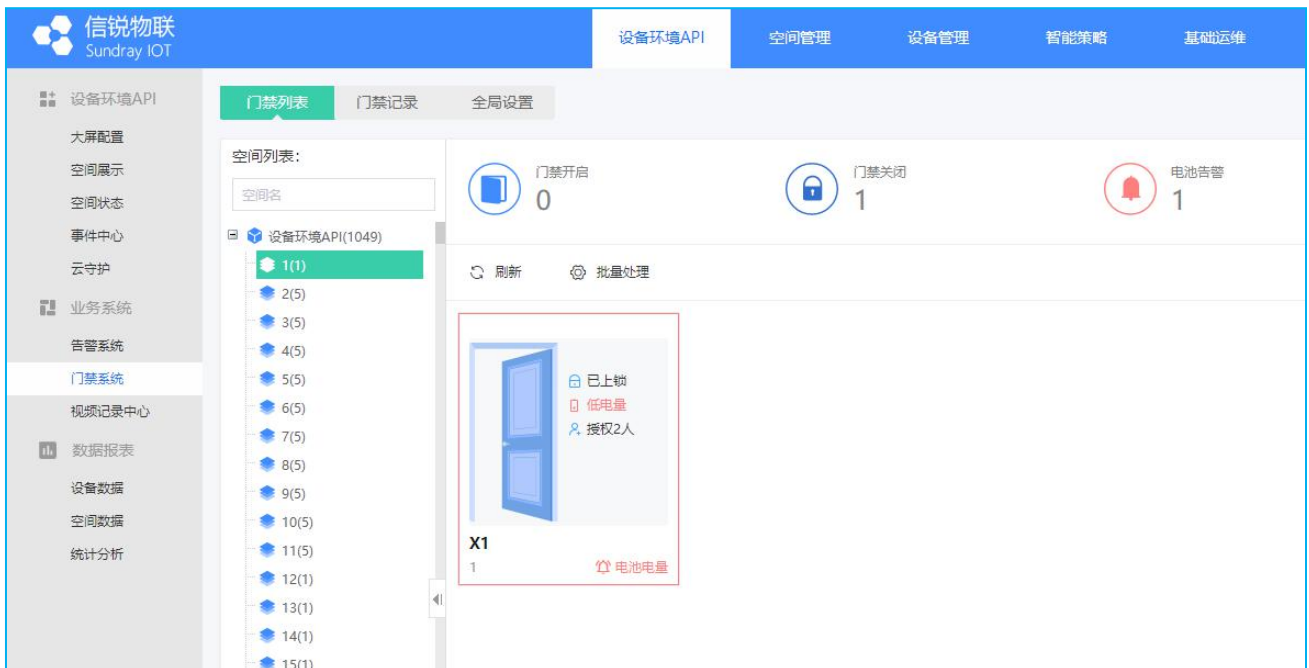 信锐物联
Sundray IOT
设备环境API
空间管理
设备管理
智能策略
基础运维
设备环境API
大屏配置
空间展示
空间状态
事件中心
云守护
业务系统
告警系统
门禁系统
视频记录中心
数据报表
设备数据
空间数据
统计分析
门禁列表
门禁记录
全局设置
空间列表:
空间名
设备环境API(1049)
1(1)
2(5)
3(5)
4(5)
5(5)
6(5)
7(5)
8(5)
9(5)
10(5)
11(5)
12(1)
13(1)
14(1)
15(1)
门禁开启
0
门禁关闭
1
电池告警
1
刷新
批量处理
已上锁
低电量
授权2人
X1
1
电池电量